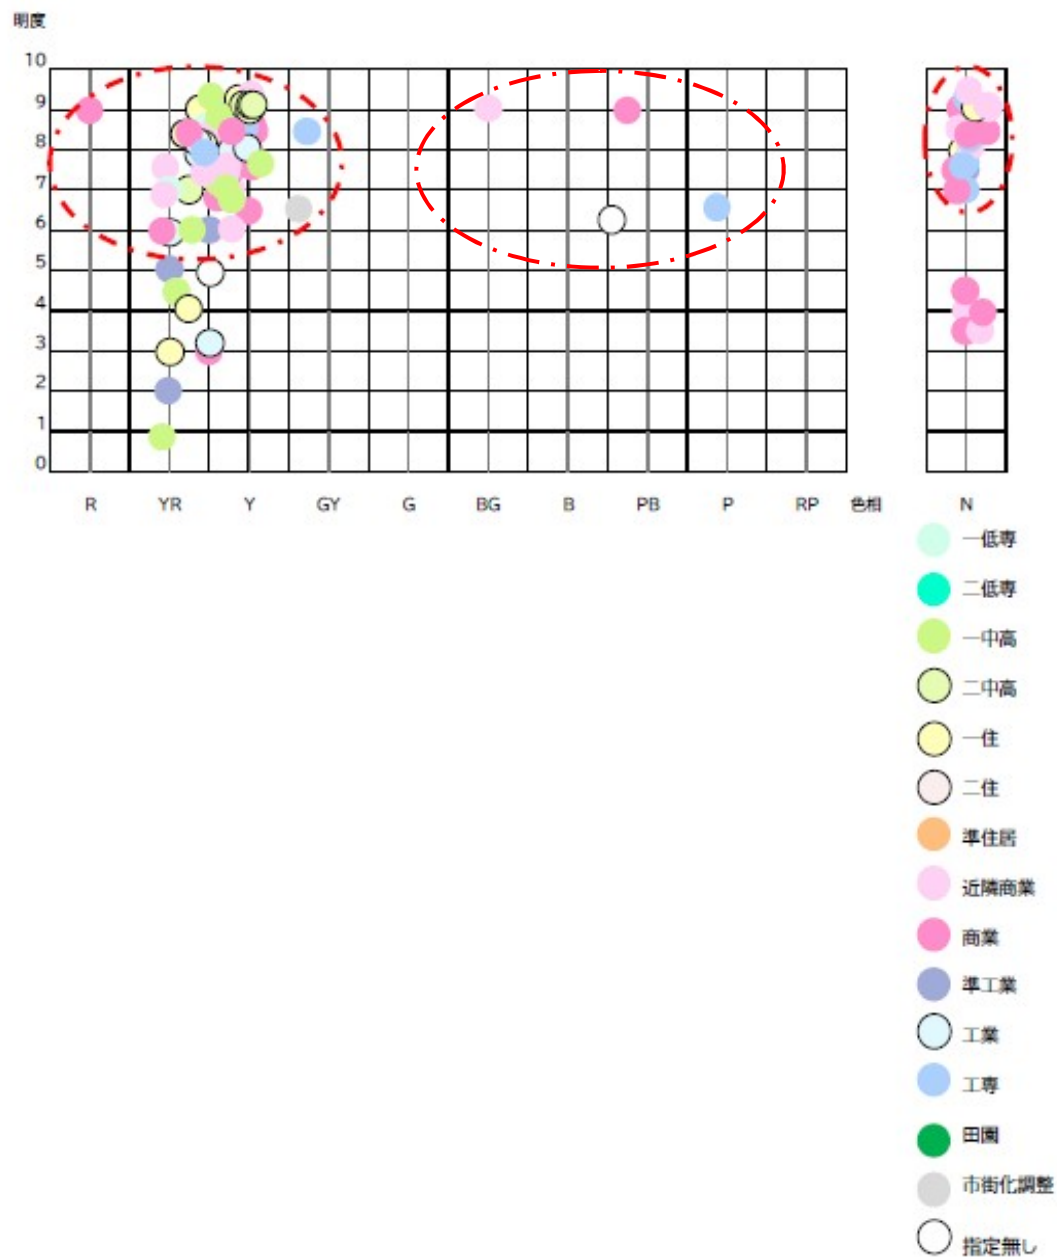 明度
10
9
8
7
6
5
4
3
2
1
0
R YR Y GY G BG B PB P RP 色相 N
一低専
二低専
一中高
二中高
一住
二住
準住居
近隣商業
商業
準工業
工業
工専
田園
市街化調整
指定無し